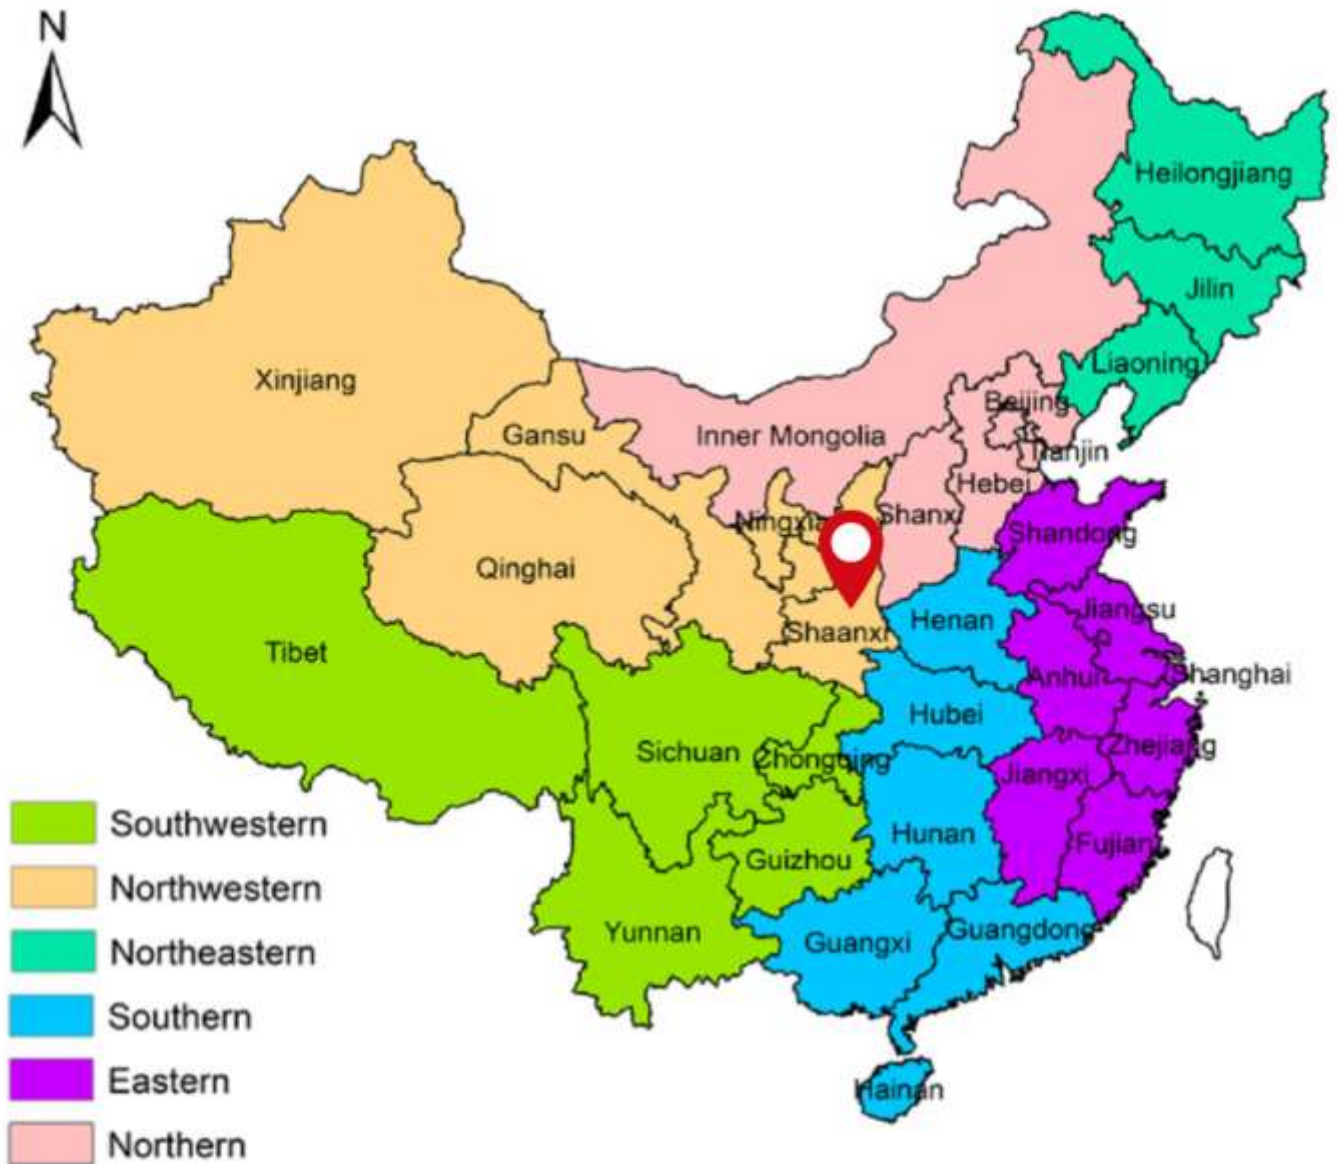 N
Heilongjiang
Jilin
Liaoning
Xinjiang
Gansu
Inner Mongolia
Beijing
Tianjin
Hebei
Ningxia
Shanxi
Shandong
Qinghai
Shaanxi
Henan
Jiangsu
Tibet
Anhui
Shanghai
Hubei
Sichuan
Chongqing
Zhejiang
Jiangxi
Hunan
Fujian
Guizhou
Yunnan
Guangxi
Guangdong
Hainan
Southwestern
Northwestern
Northeastern
Southern
Eastern
Northern